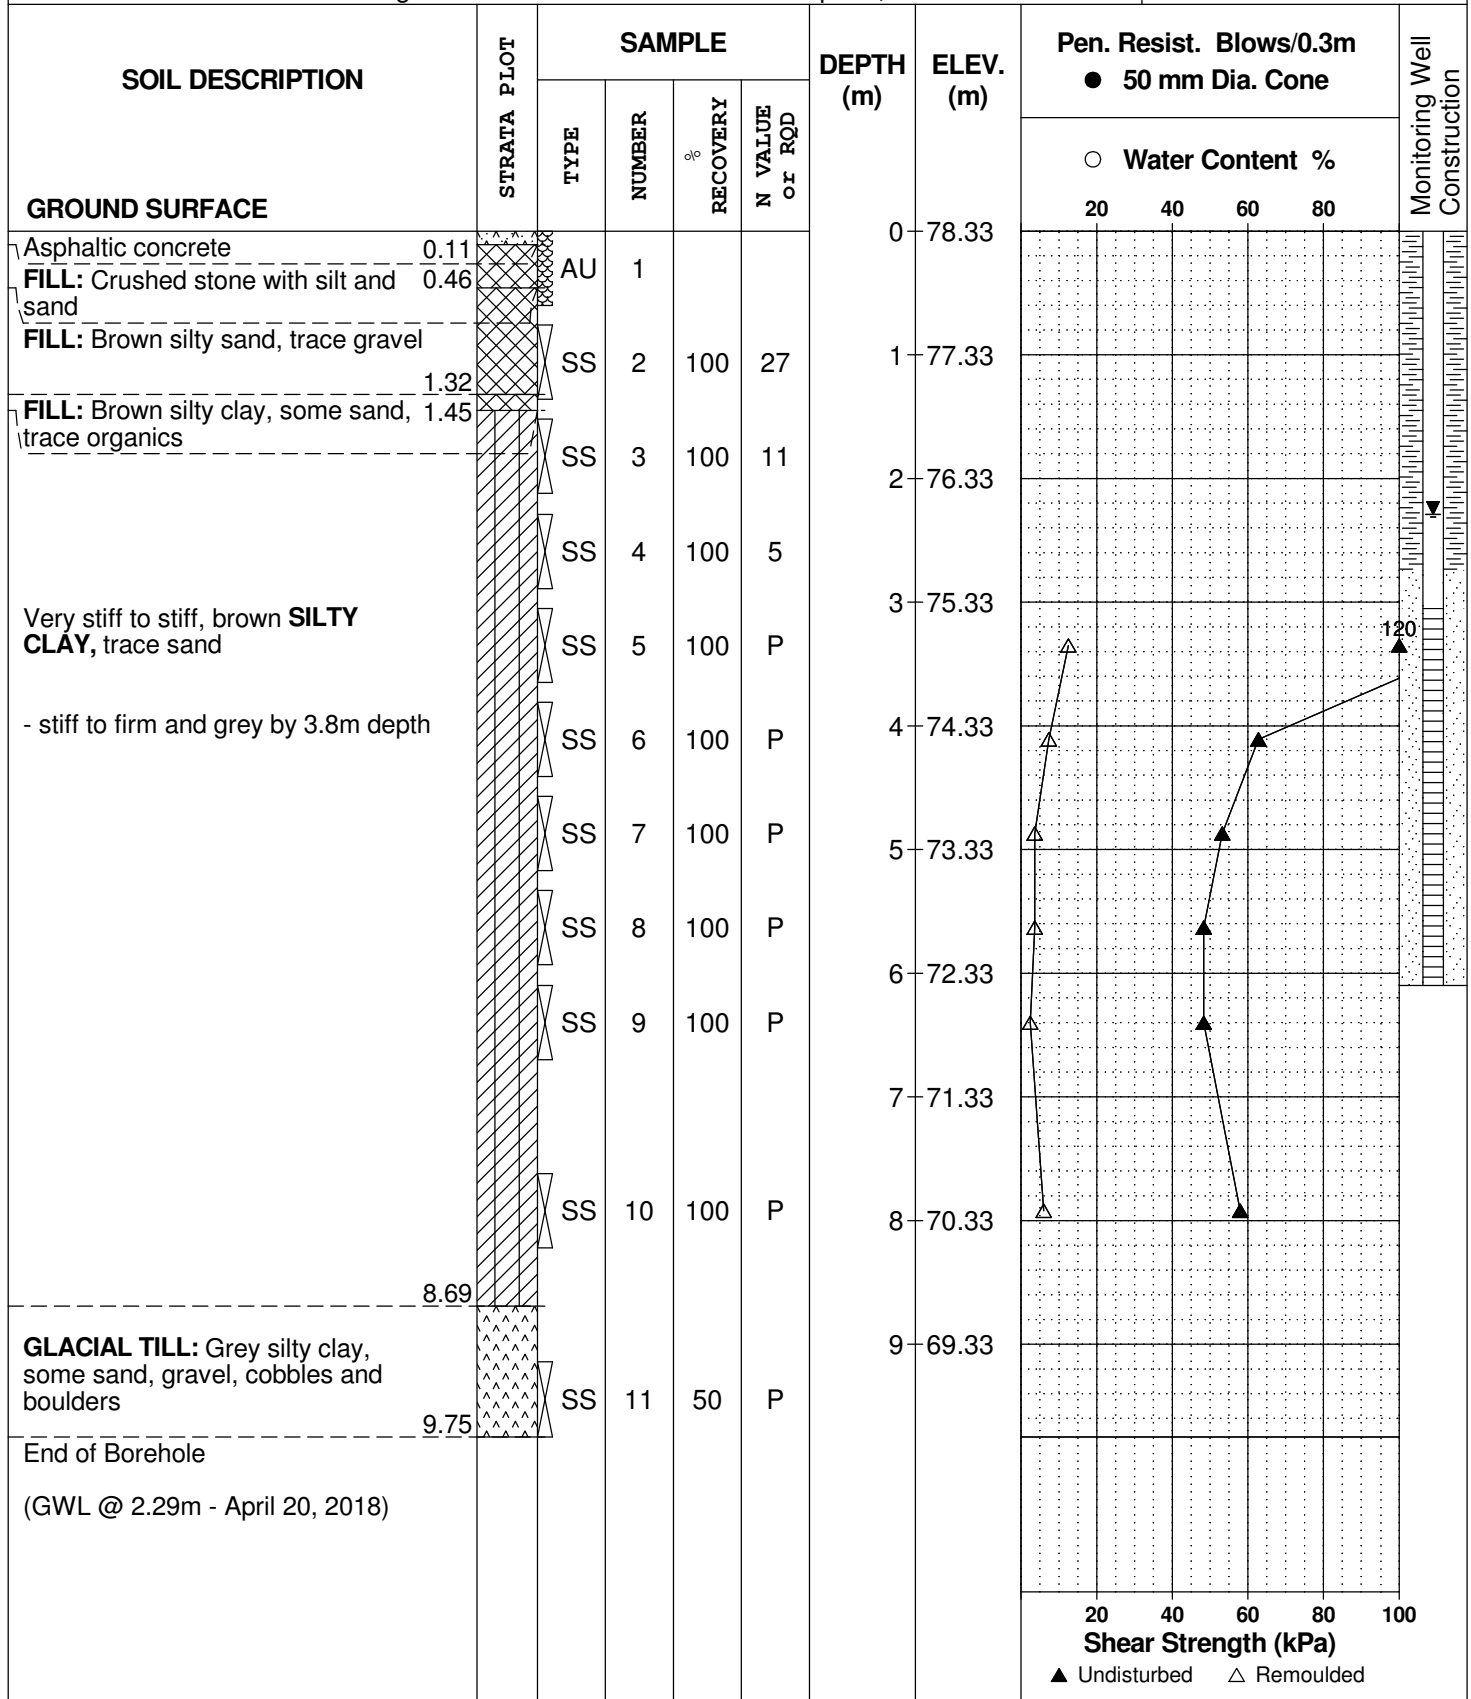 SOIL DESCRIPTION
GROUND SURFACE
STRATA PLOT
SAMPLE
TYPE
NUMBER
%
RECOVERY
N VALUE
or RQD
DEPTH
(m)
ELEV.
(m)
Pen. Resist. Blows/0.3m
● 50 mm Dia. Cone
○ Water Content %
20 40 60 80
Monitoring Well
Construction
0 78.33
Asphaltic concrete 0.11
AU 1
FILL: Crushed stone with silt and 0.46
sand
FILL: Brown silty sand, trace gravel
1.32
SS 2 100 27
1 77.33
FILL: Brown silty clay, some sand, 1.45
trace organics
SS 3 100 11
2 76.33
SS 4 100 5
3 75.33
Very stiff to stiff, brown SILTY
CLAY, trace sand
SS 5 100 P
120
- stiff to firm and grey by 3.8m depth
4 74.33
SS 6 100 P
SS 7 100 P
5 73.33
SS 8 100 P
6 72.33
SS 9 100 P
7 71.33
SS 10 100 P
8 70.33
8.69
GLACIAL TILL: Grey silty clay,
some sand, gravel, cobbles and
boulders
9.75
9 69.33
SS 11 50 P
End of Borehole
(GWL @ 2.29m - April 20, 2018)
20 40 60 80 100
Shear Strength (kPa)
▲ Undisturbed △ Remoulded